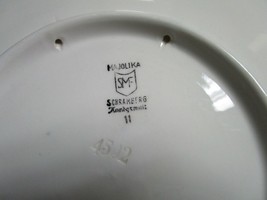 MAJOLIKA
SMF
SCHRAMBERG
Handgemalt
11